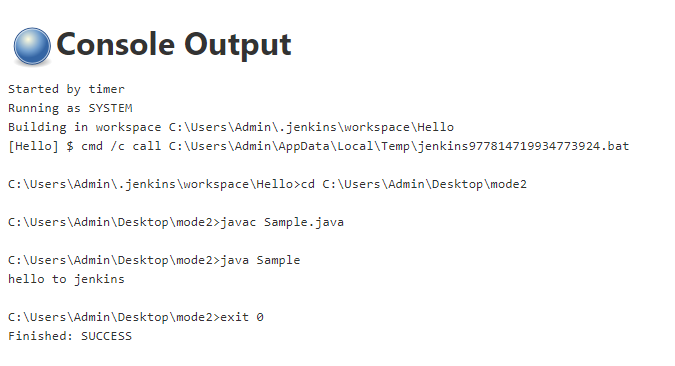 Console Output
Started by timer
Running as SYSTEM
Building in workspace C:\Users\Admin\.jenkins\workspace\Hello
[Hello] $ cmd /c call C:\Users\Admin\AppData\Local\Temp\jenkins977814719934773924.bat
C:\Users\Admin\.jenkins\workspace\Hello>cd C:\Users\Admin\Desktop\mode2
C:\Users\Admin\Desktop\mode2>javac Sample.java
C:\Users\Admin\Desktop\mode2>java Sample
hello to jenkins
C:\Users\Admin\Desktop\mode2>exit 0
Finished: SUCCESS